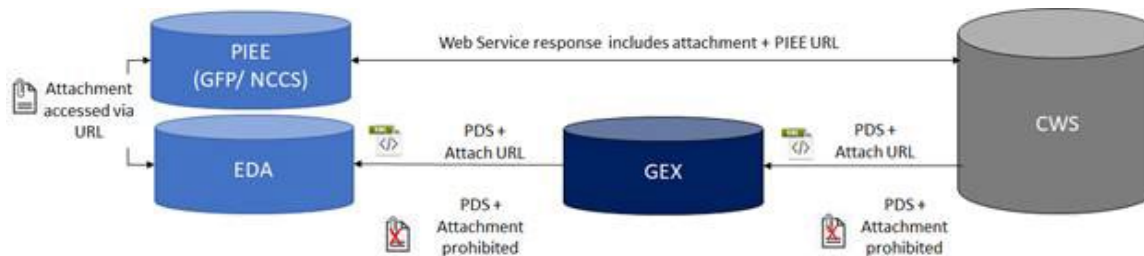 PIEE
(GFP/ NCCS)
Web Service response includes attachment + PIEE URL
Attachment
accessed via
URL
EDA
PDS +
Attach URL
GEX
PDS +
Attach URL
CWS
PDS +
Attachment
prohibited
PDS +
Attachment
prohibited